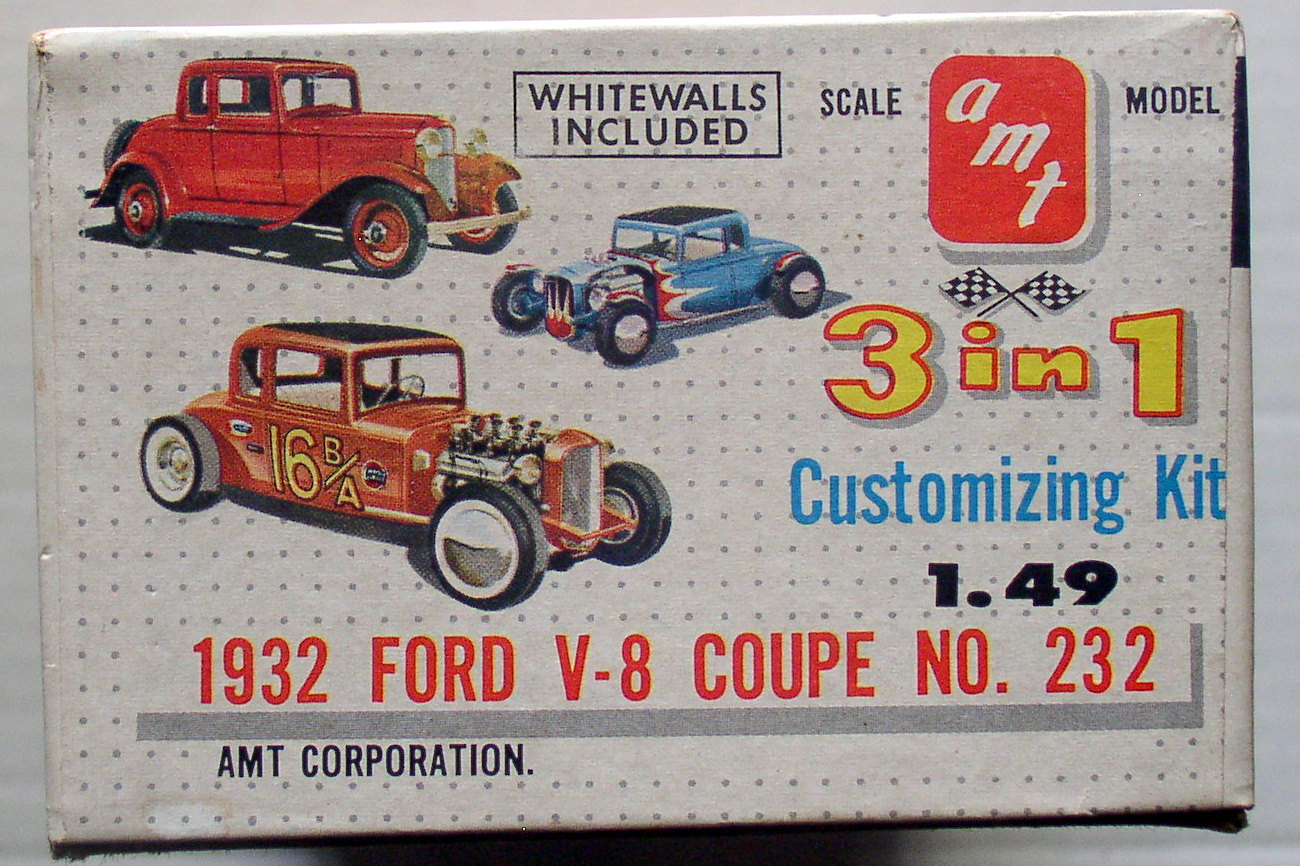 WHITEWALLS
INCLUDED
SCALE
amt
MODEL
3 in 1
Customizing Kit
1.49
16 B/A
1932 FORD V-8 COUPE NO. 232
AMT CORPORATION.